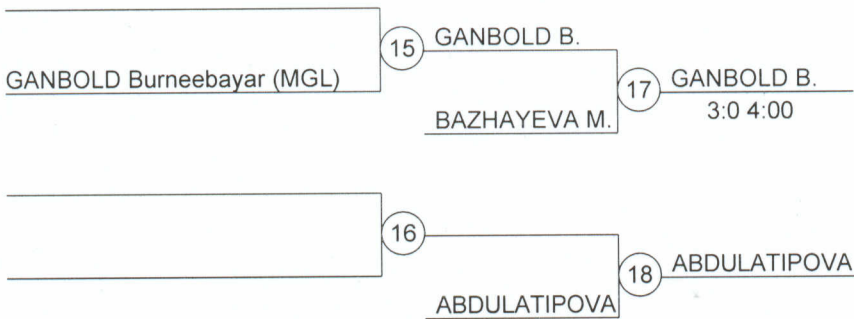 GANBOLD Burneebayar (MGL)
15
GANBOLD B.
BAZHAYEVA M.
17
GANBOLD B.
3:0 4:00
16
ABDULATIPOVA
18
ABDULATIPOVA